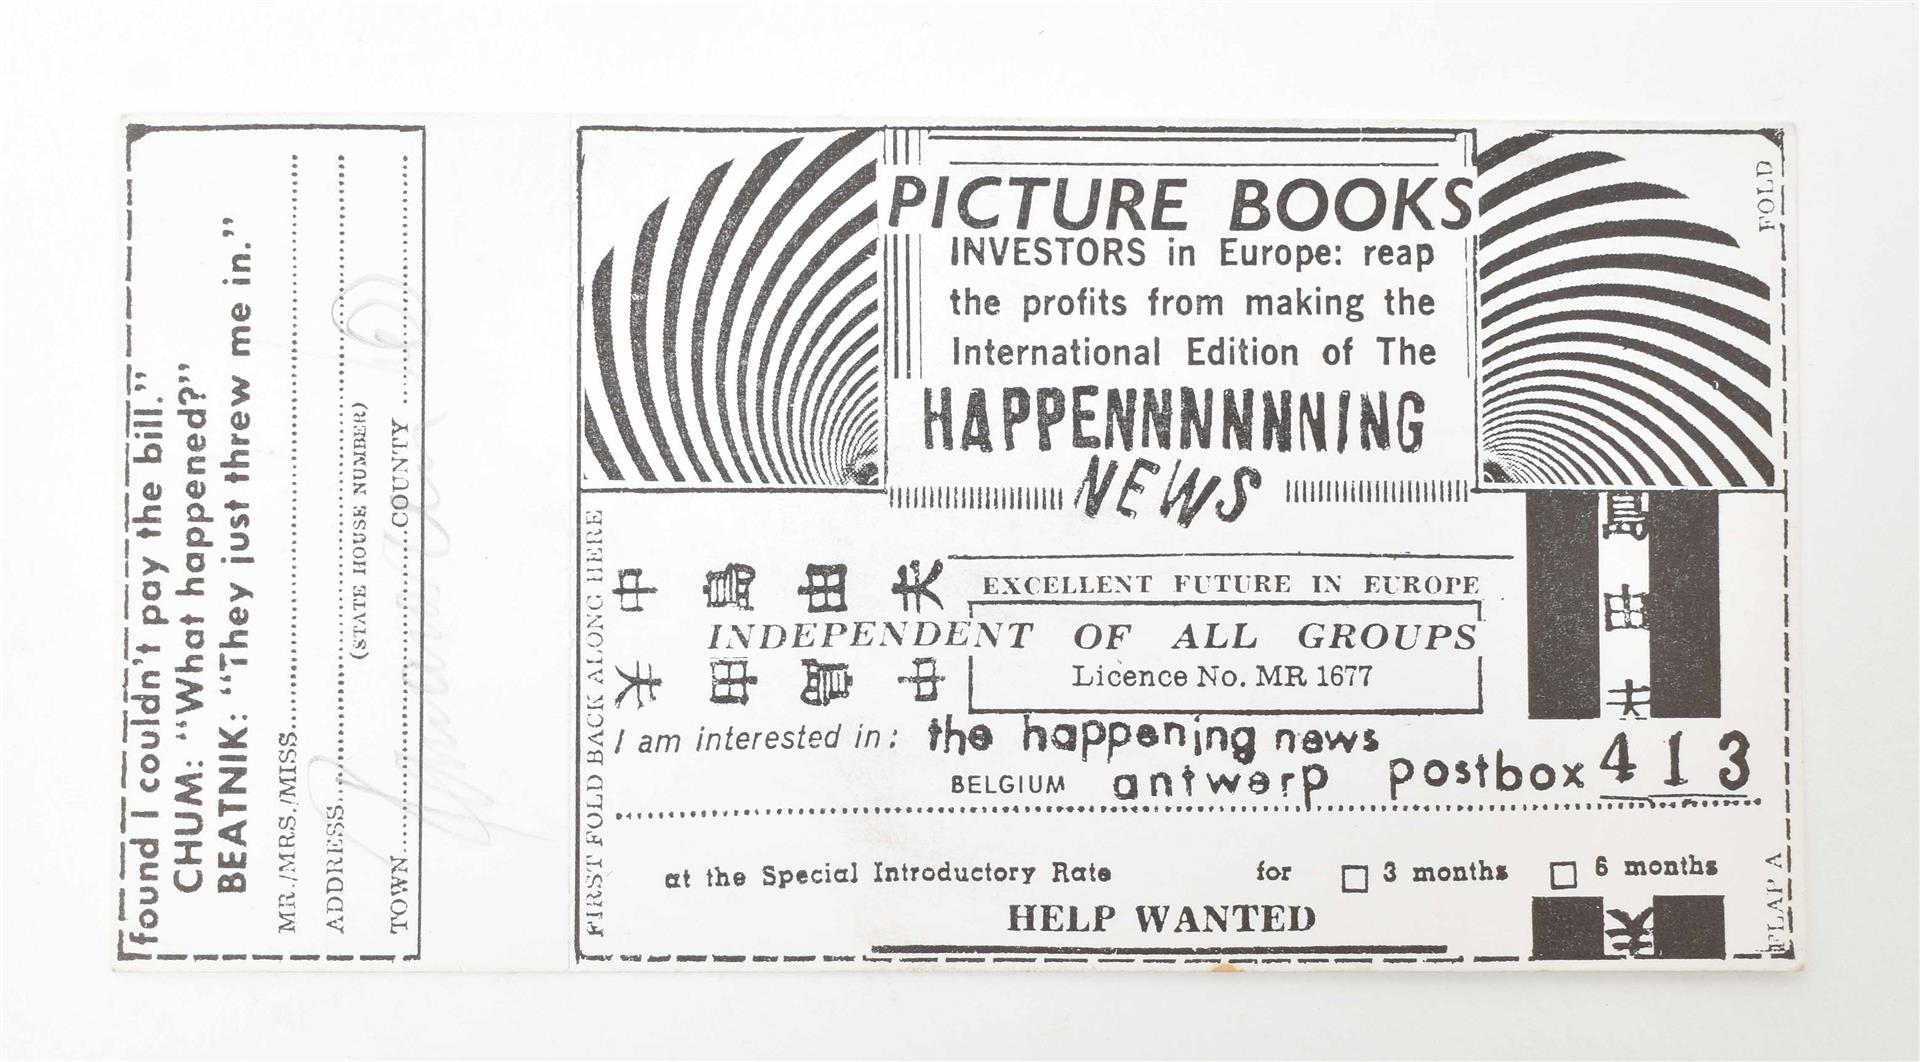 found I couldn't pay the bill."
CHUM: "What happened?"
BEATNIK: "They just threw me in."
MR./MRS./MISS
ADDRESS
(STATE HOUSE NUMBER)
TOWN COUNTY
PICTURE BOOKS
INVESTORS in Europe: reap
the profits from making the
International Edition of The
HAPPENNNNNNNING
NEWS
FOLD
FIRST FOLD BACK ALONG HERE
EXCELLENT FUTURE IN EUROPE
INDEPENDENT OF ALL GROUPS
Licence No. MR 1677
I am interested in: the happening news
BELGIUM antwerp postbox 413
at the Special Introductory Rate for 3 months 6 months
HELP WANTED
FLAP A